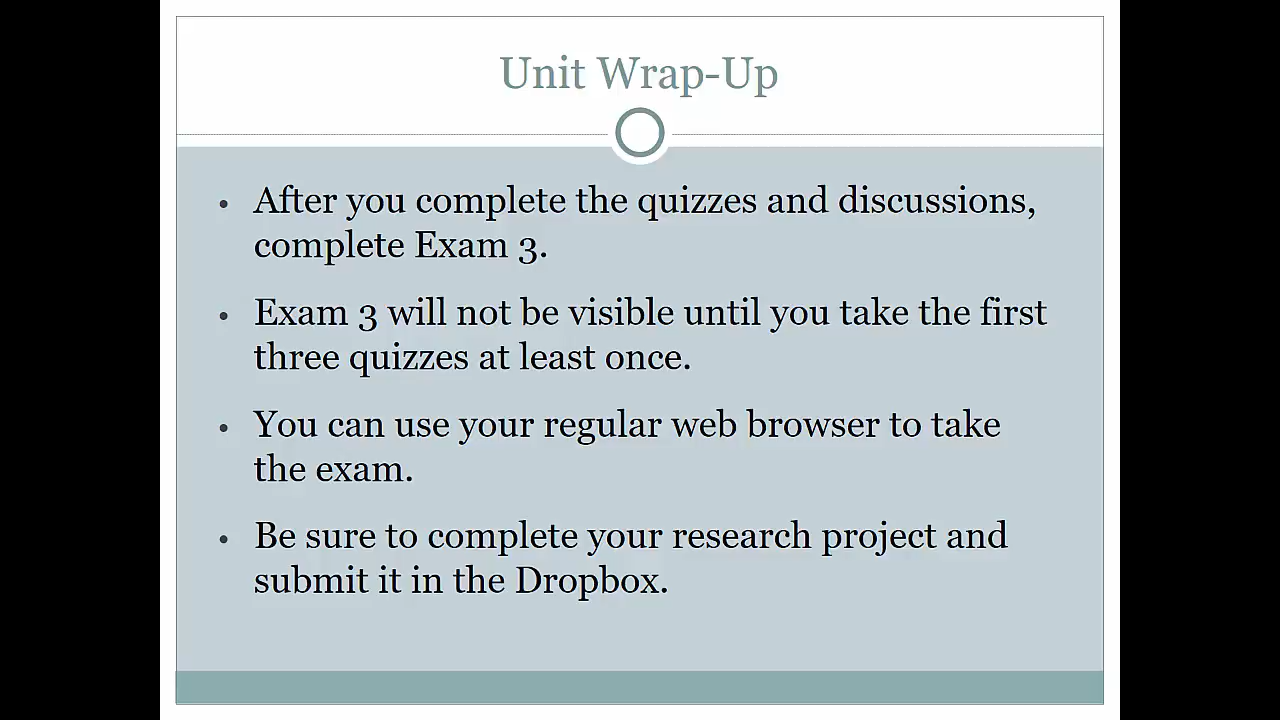 Unit Wrap-Up
• After you complete the quizzes and discussions,
complete Exam 3.
• Exam 3 will not be visible until you take the first
three quizzes at least once.
• You can use your regular web browser to take
the exam.
• Be sure to complete your research project and
submit it in the Dropbox.